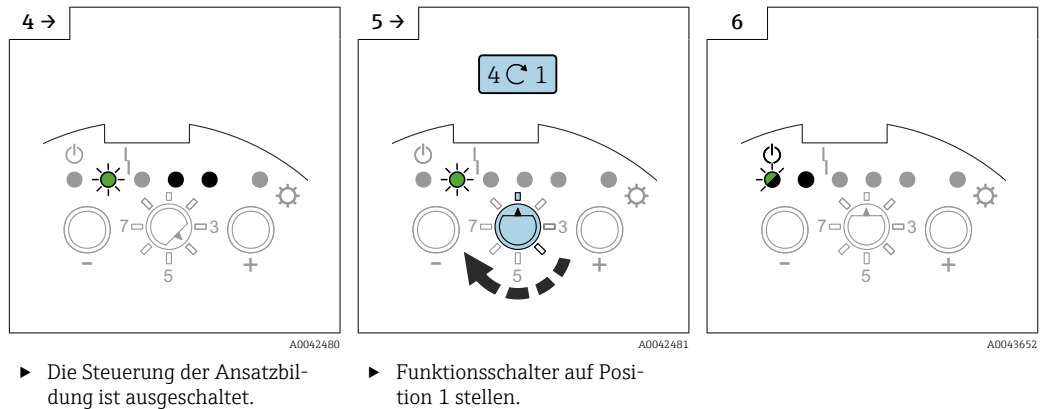 4 →
5 →
6
4 1
7
3
5
-
+
7
3
5
-
+
7
3
5
-
+
A0042480
A0042481
A0043652
▶ Die Steuerung der Ansatzbil-
dung ist ausgeschaltet.
▶ Funktionsschalter auf Posi-
tion 1 stellen.